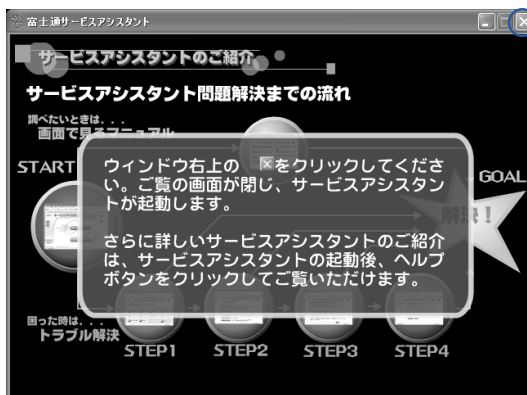 富士通サービスアシスタント
サービスアシスタントのご紹介
サービスアシスタント問題解決までの流れ
調べたいときは．．．
画面で見るマニュアル
START
GOAL
解決！
ウィンドウ右上の ×をクリックしてくださ
い。ご覧の画面が閉じ、サービスアシスタン
トが起動します。
さらに詳しいサービスアシスタントのご紹介
は、サービスアシスタントの起動後、ヘルプ
ボタンをクリックしてご覧いただけます。
困った時は．．．
トラブル解決
STEP1 STEP2 STEP3 STEP4